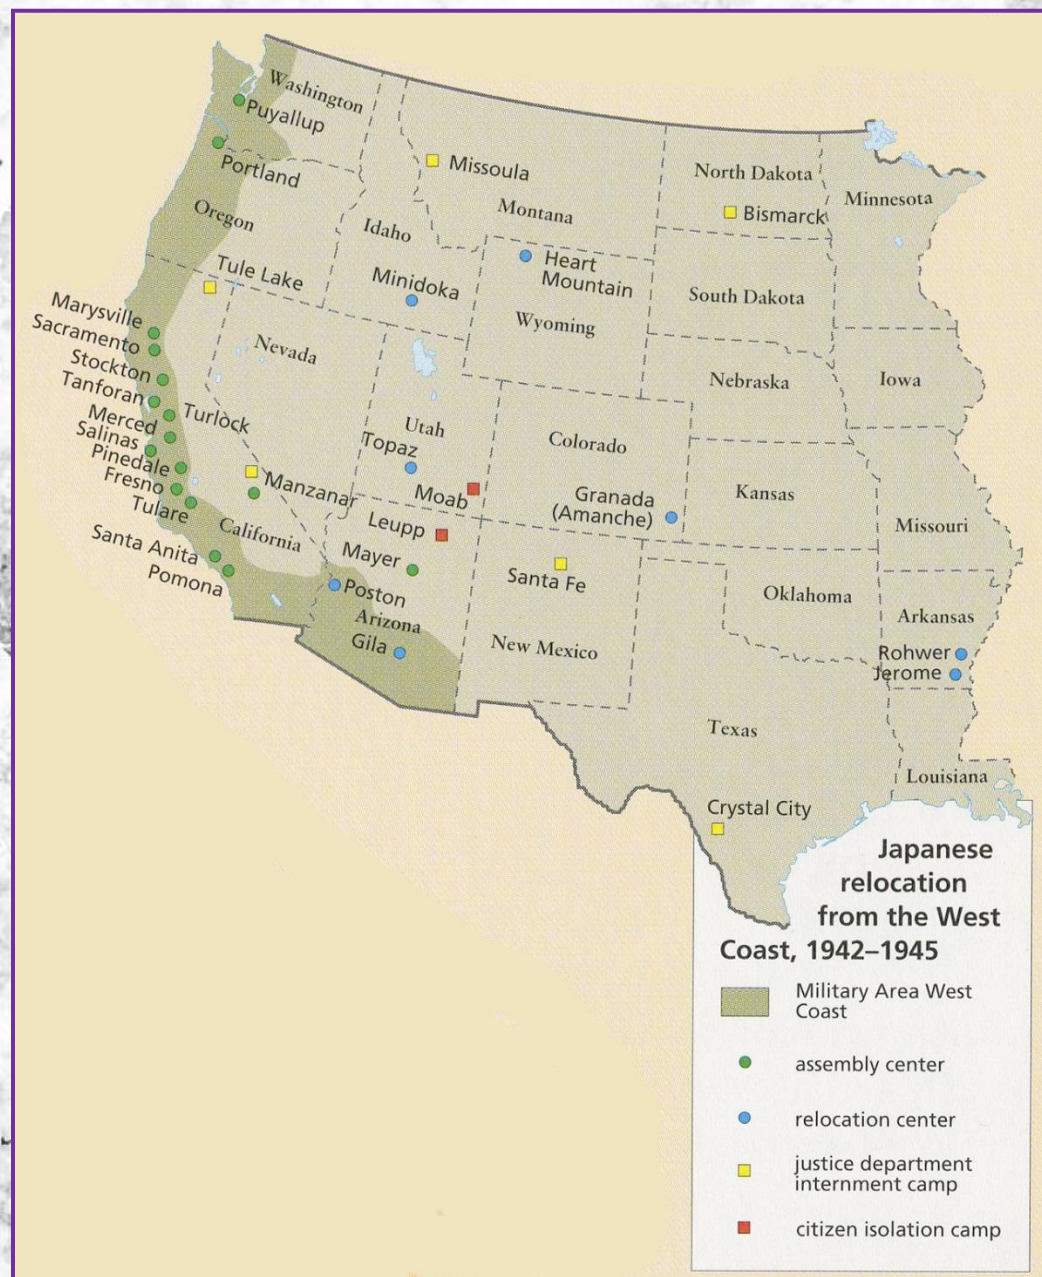 Washington
Puyallup
Portland
Oregon
Missoula
Montana
Idaho
North Dakota
Bismarck
Minnesota
Tule Lake
Minidoka
Heart
Mountain
Wyoming
South Dakota
Marysville
Sacramento
Stockton
Tanforan
Merced
Salinas
Pinedale
Fresno
Tulare
Turlock
Nevada
Nebraska
Iowa
Utah
Topaz
Moab
Colorado
Granada
(Amanche)
Kansas
Missouri
Manzanar
California
Santa Anita
Pomona
Leupp
Mayer
Poston
Arizona
Gila
Santa Fe
New Mexico
Oklahoma
Arkansas
Rohwer
Jerome
Texas
Louisiana
Crystal City
Japanese
relocation
from the West
Coast, 1942–1945
Military Area West
Coast
assembly center
relocation center
justice department
internment camp
citizen isolation camp